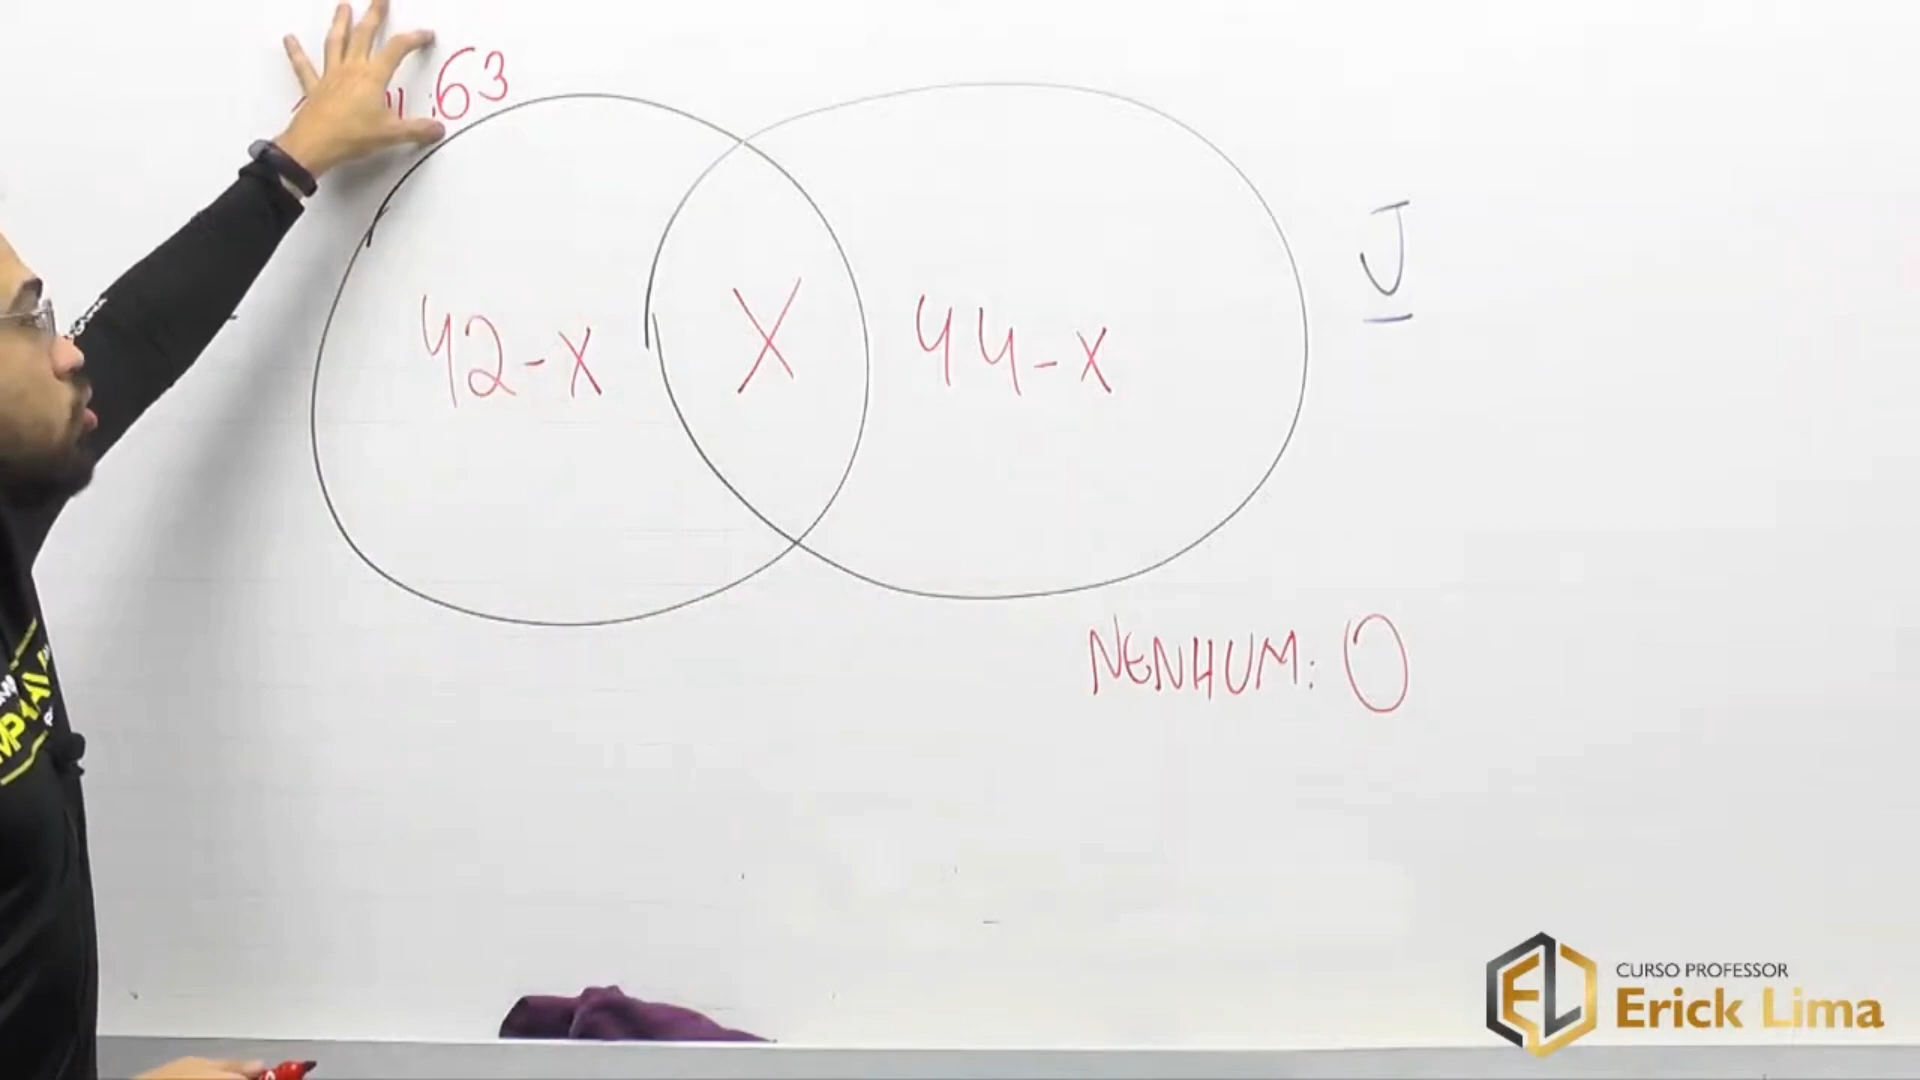 :63
42-x X 44-x
J
NENHUM: 0
CURSO PROFESSOR
Erick Lima